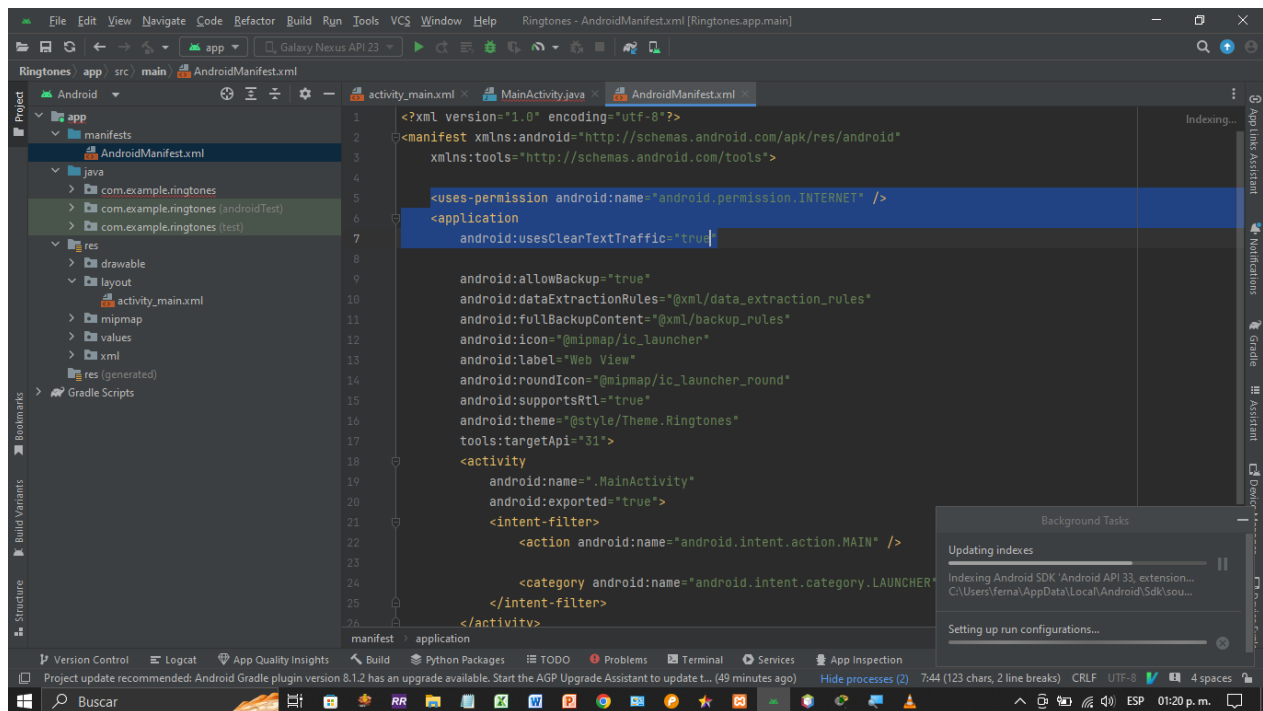 File Edit View Navigate Code Refactor Build Run Tools VCS Window Help Ringtones - AndroidManifest.xml [Ringtones.app.main]
app Galaxy Nexus API 23
Ringtones app src main AndroidManifest.xml
Project
Android
app
manifests
AndroidManifest.xml
java
com.example.ringtones
com.example.ringtones (androidTest)
com.example.ringtones (test)
res
drawable
layout
activity_main.xml
mipmap
values
xml
res (generated)
Gradle Scripts
Bookmarks
Build Variants
Structure
activity_main.xml MainActivity.java AndroidManifest.xml
Indexing...
1 <?xml version="1.0" encoding="utf-8"?>
2 <manifest xmlns:android="http://schemas.android.com/apk/res/android"
3 xmlns:tools="http://schemas.android.com/tools">
4
5 <uses-permission android:name="android.permission.INTERNET" />
6 <application
7 android:usesClearTextTraffic="true"
8
9 android:allowBackup="true"
10 android:dataExtractionRules="@xml/data_extraction_rules"
11 android:fullBackupContent="@xml/backup_rules"
12 android:icon="@mipmap/ic_launcher"
13 android:label="Web View"
14 android:roundIcon="@mipmap/ic_launcher_round"
15 android:supportsRtl="true"
16 android:theme="@style/Theme.Ringtones"
17 tools:targetApi="31">
18 <activity
19 android:name=".MainActivity"
20 android:exported="true">
21 <intent-filter>
22 <action android:name="android.intent.action.MAIN" />
23
24 <category android:name="android.intent.category.LAUNCHER"
25 </intent-filter>
26 </activity>
manifest application
App Links Assistant
Notifications
Gradle
Assistant
Background Tasks
Updating indexes
Indexing Android SDK 'Android API 33, extension...
C:\Users\ferna\AppData\Local\Android\Sdk\sou...
Setting up run configurations...
Version Control Logcat App Quality Insights Build Python Packages TODO Problems Terminal Services App Inspection
Project update recommended: Android Gradle plugin version 8.1.2 has an upgrade available. Start the AGP Upgrade Assistant to update t... (49 minutes ago) Hide processes (2) 7:44 (123 chars, 2 line breaks) CRLF UTF-8 4 spaces
Buscar RR ESP 01:20 p. m.